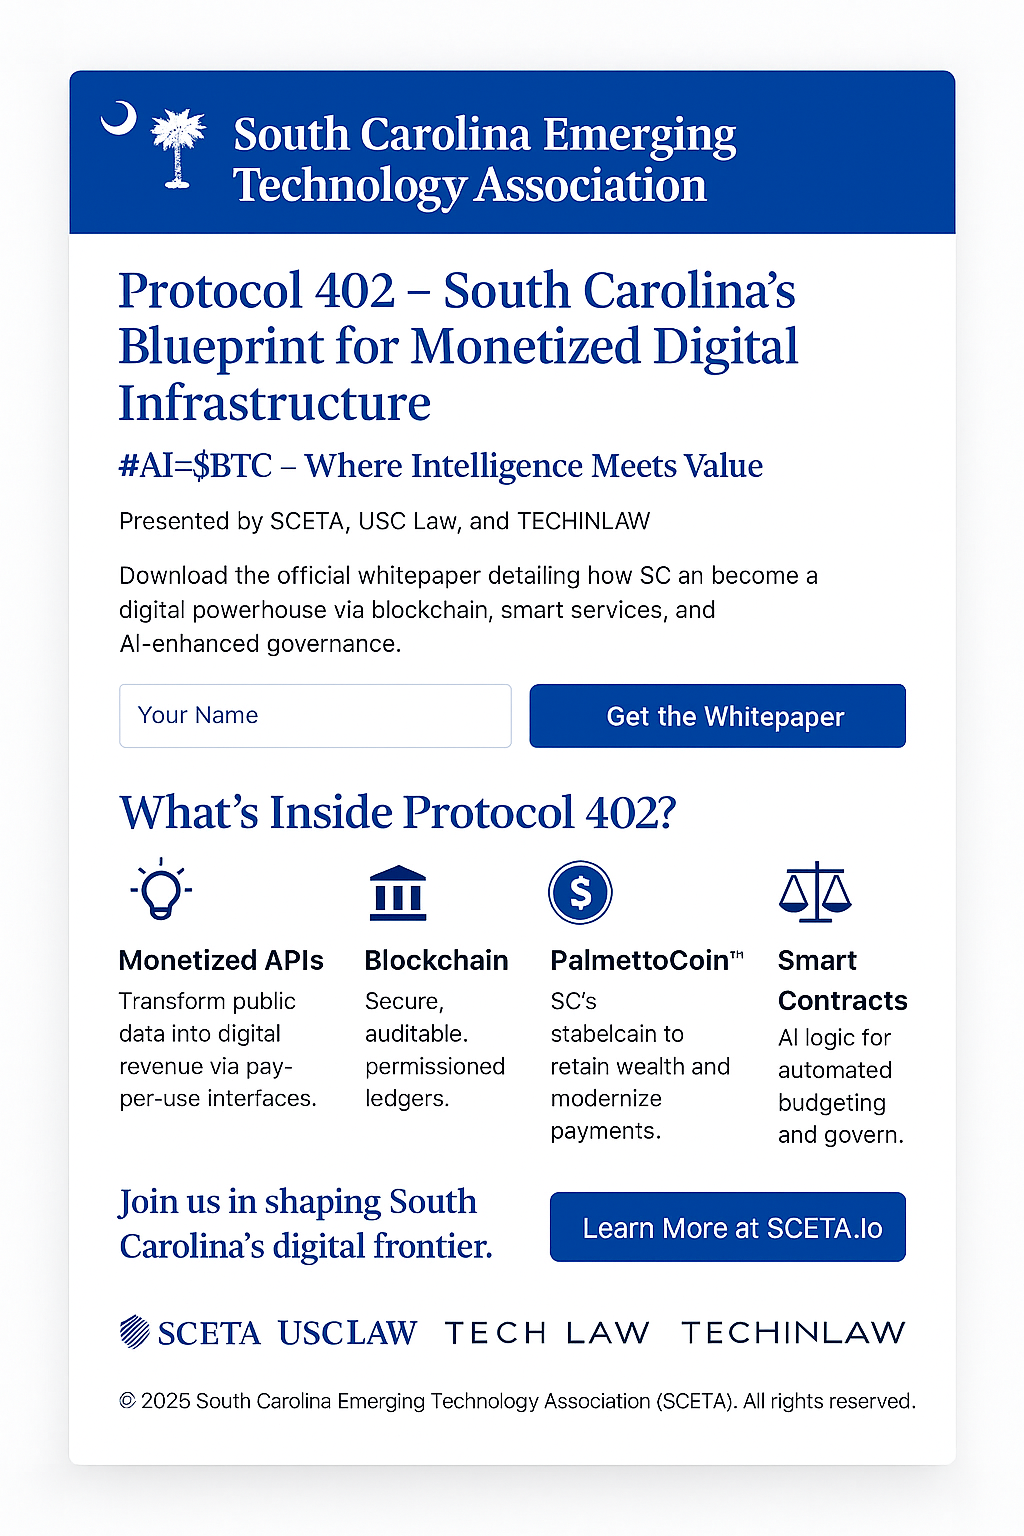 South Carolina Emerging
Technology Association
Protocol 402 – South Carolina's
Blueprint for Monetized Digital
Infrastructure
#AI=$BTC – Where Intelligence Meets Value
Presented by SCETA, USC Law, and TECHINLAW
Download the official whitepaper detailing how SC an become a
digital powerhouse via blockchain, smart services, and
AI-enhanced governance.
Your Name
Get the Whitepaper
What's Inside Protocol 402?
Monetized APIs
Transform public
data into digital
revenue via pay-
per-use interfaces.
Blockchain
Secure,
auditable.
permissioned
ledgers.
PalmettoCoin™
SC's
stabelcain to
retain wealth and
modernize
payments.
Smart
Contracts
AI logic for
automated
budgeting
and govern.
Join us in shaping South
Carolina's digital frontier.
Learn More at SCETA.Io
SCETA USC LAW TECH LAW TECHINLAW
© 2025 South Carolina Emerging Technology Association (SCETA). All rights reserved.